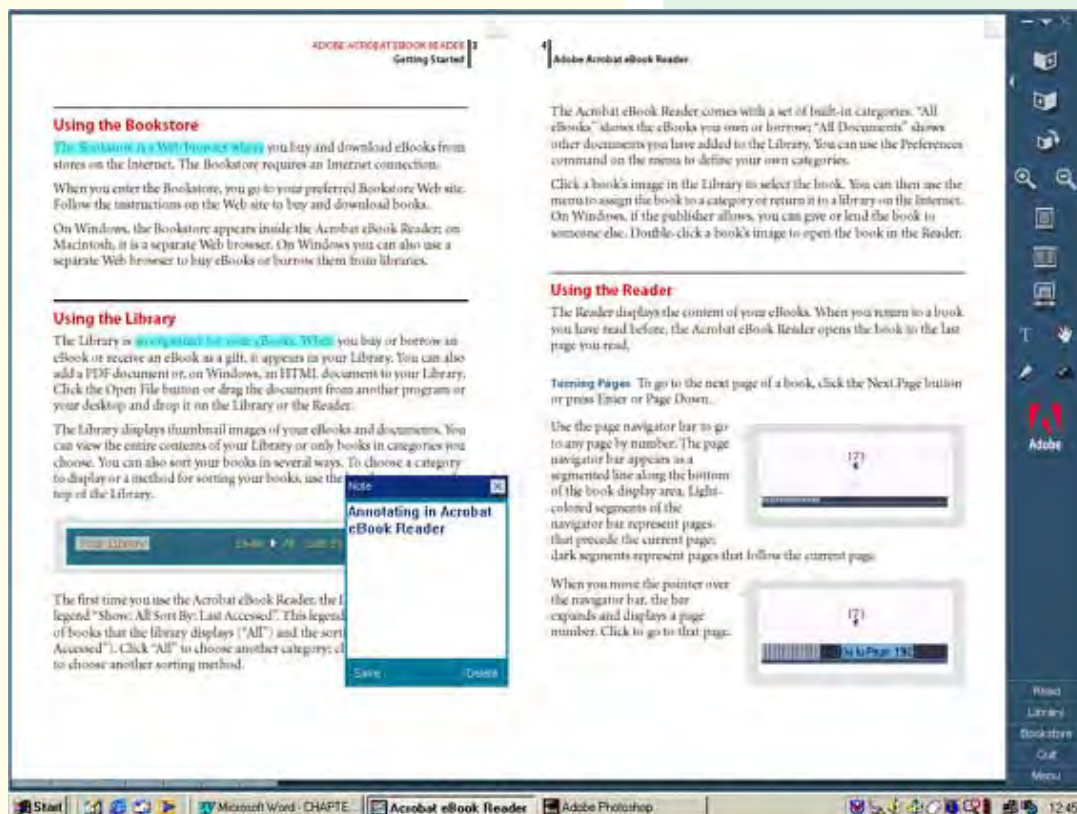 ADOBE ACROBAT EBOOK READER 3
Getting Started
Using the Bookstore
The Bookstore is a Web browser where you buy and download eBooks from
stores on the Internet. The Bookstore requires an Internet connection.
When you enter the Bookstore, you go to your preferred Bookstore Web site.
Follow the instructions on the Web site to buy and download books.
On Windows, the Bookstore appears inside the Acrobat eBook Reader; on
Macintosh, it is a separate Web browser. On Windows you can also use a
separate Web browser to buy eBooks or borrow them from libraries.
Using the Library
The Library is an organizer for your eBooks. When you buy or borrow an
eBook or receive an eBook as a gift, it appears in your Library. You can also
add a PDF document or, on Windows, an HTML document to your Library.
Click the Open File button or drag the document from another program or
your desktop and drop it on the Library or the Reader.
The Library displays thumbnail images of your eBooks and documents. You
can view the entire contents of your Library or only books in categories you
choose. You can also sort your books in several ways. To choose a category
to display or a method for sorting your books, use the
top of the Library.
Your Library
Note
Annotating in Acrobat
eBook Reader
Save Delete
The first time you use the Acrobat eBook Reader, the
legend "Show: All Sort By: Last Accessed". This legend
of books that the library displays ("All") and the sort
Accessed"). Click "All" to choose another category;
to choose another sorting method.
4
Adobe Acrobat eBook Reader
The Acrobat eBook Reader comes with a set of built-in categories. "All
eBooks" shows the eBooks you own or borrow; "All Documents" shows
other documents you have added to the Library. You can use the Preferences
command on the menu to define your own categories.
Click a book's image in the Library to select the book. You can then use the
menu to assign the book to a category or return it to a library on the Internet.
On Windows, if the publisher allows, you can give or lend the book to
someone else. Double-click a book's image to open the book in the Reader.
Using the Reader
The Reader displays the content of your eBooks. When you return to a book
you have read before, the Acrobat eBook Reader opens the book to the last
page you read.
Turning Pages To go to the next page of a book, click the Next Page button
or press Enter or Page Down.
Use the page navigator bar to go
to any page by number. The page
navigator bar appears as a
segmented line along the bottom
of the book display area. Light-
colored segments of the
navigator bar represent pages
that precede the current page;
dark segments represent pages that follow the current page.
173
When you move the pointer over
the navigator bar, the bar
expands and displays a page
number. Click to go to that page.
173
Go to Page 190
T
Adobe
Read
Library
Bookstore
Quit
Menu
Start
Microsoft Word - CHAPTE
Acrobat eBook Reader
Adobe Photoshop
12:45